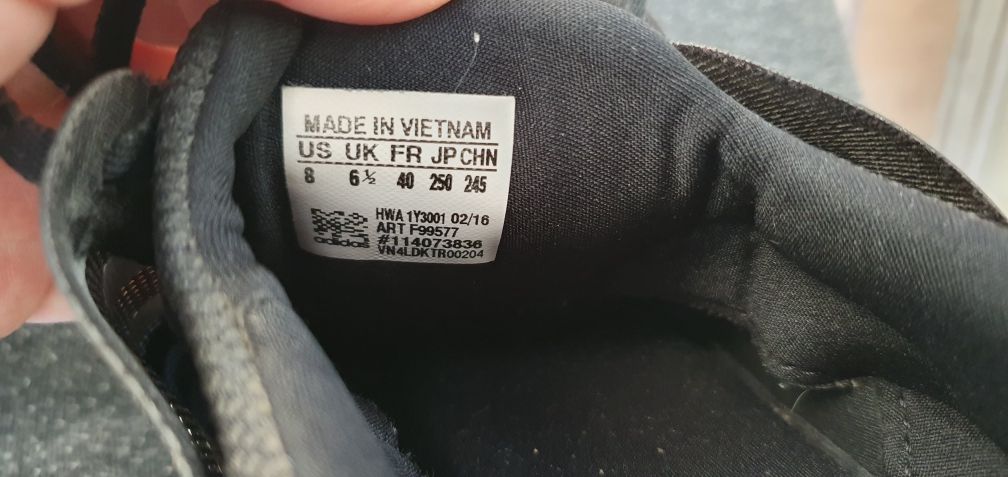 MADE IN VIETNAM
US UK FR JP CHN
8 6½ 40 250 245
HWA 1Y3001 02/16
ART F99577
#114073836
VN4LDKTR00204
adidas